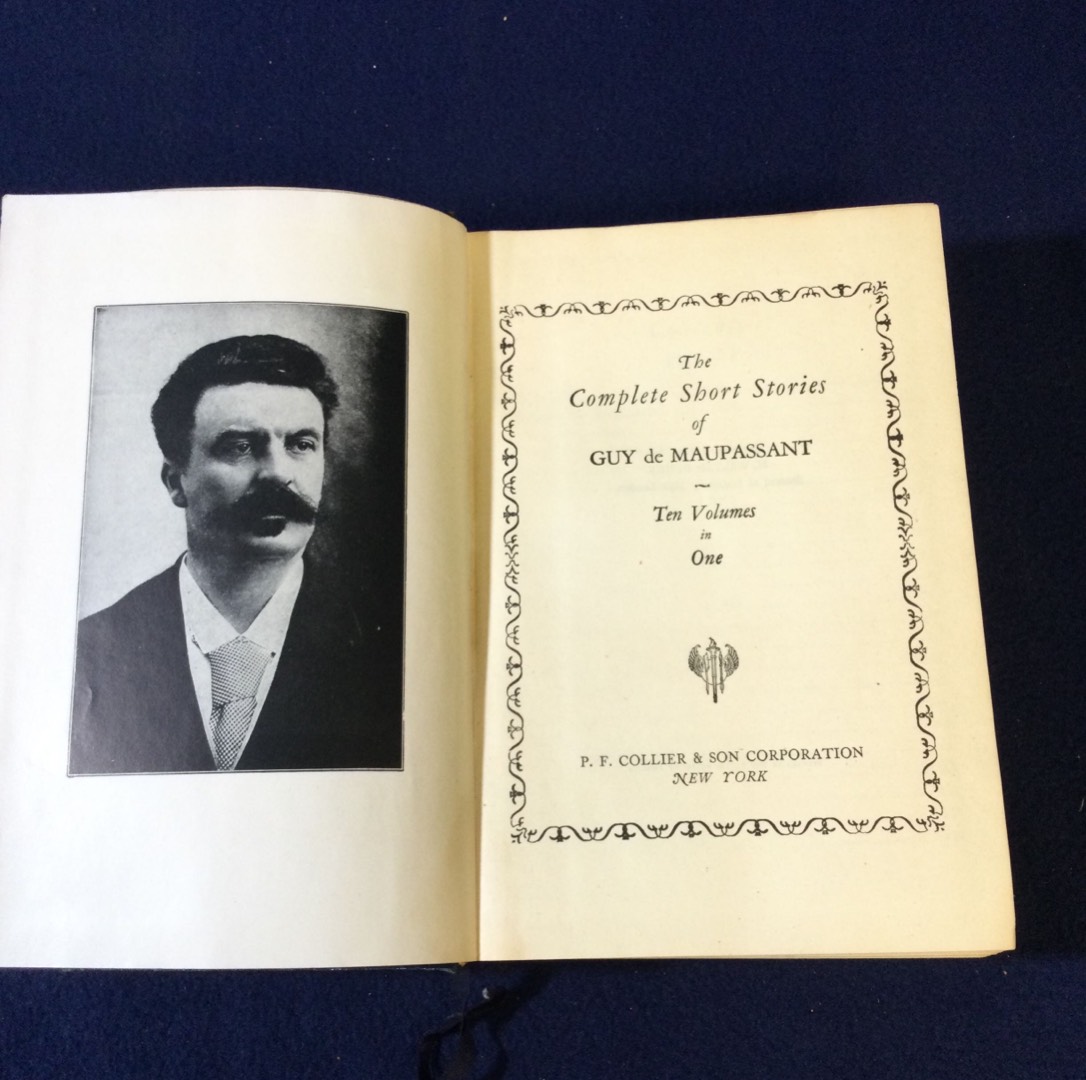 The
Complete Short Stories
of
GUY de MAUPASSANT
~
Ten Volumes
in
One
P. F. COLLIER & SON CORPORATION
NEW YORK